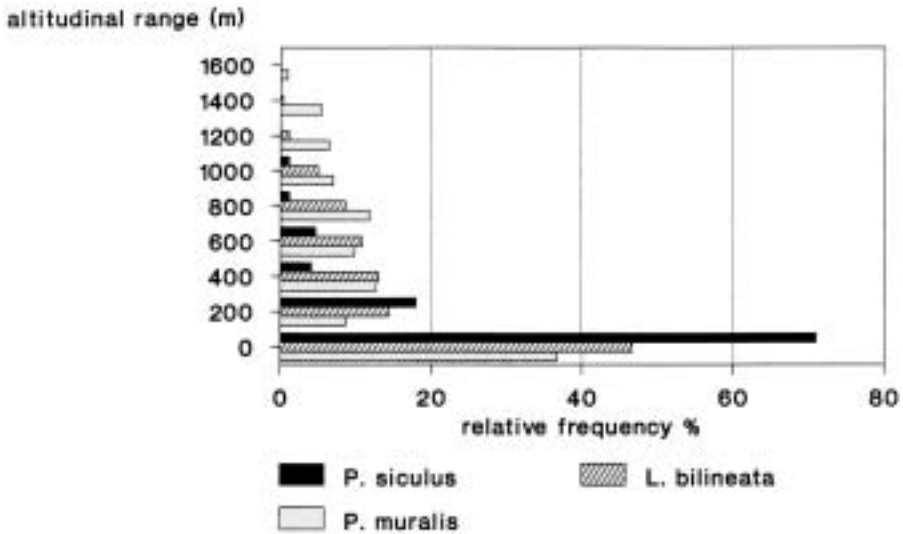 altitudinal range (m)
1600
1400
1200
1000
800
600
400
200
0
0 20 40 60 80
relative frequency %
P. siculus L. bilineata
P. muralis